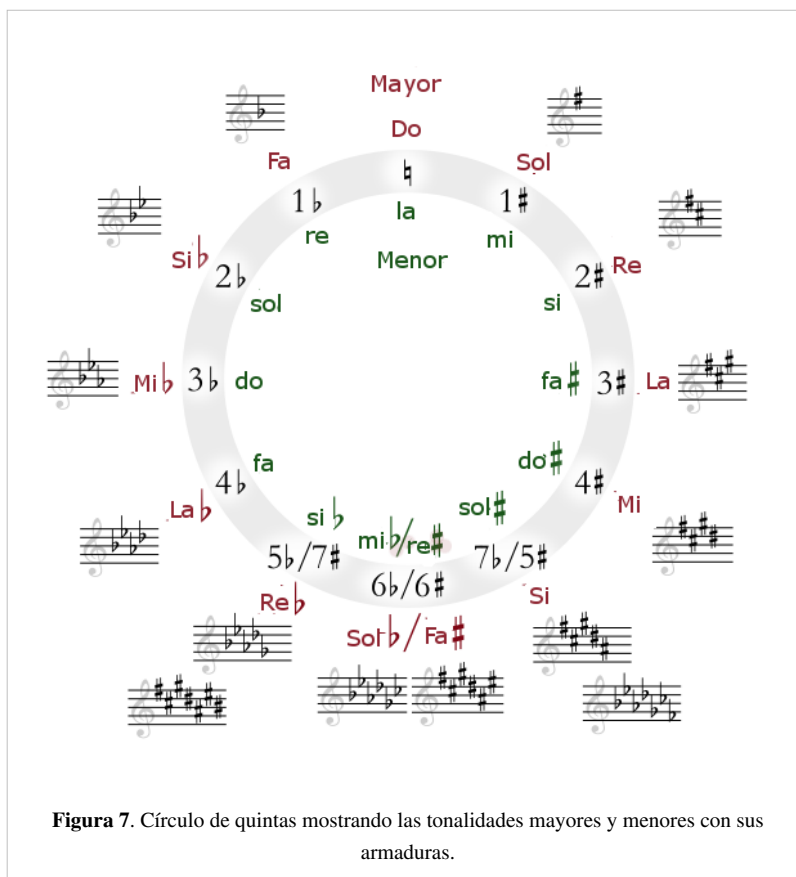 Mayor
Do
Fa
Sol
1♭
♮
1♯
la
re
mi
Menor
Si♭
2♭
2♯
Re
sol
si
Mi♭
3♭
do
fa♯
3♯
La
fa
do♯
La♭
4♭
4♯
Mi
si♭
sol♯
mi♭/re♯
5♭/7♯
7♭/5♯
6♭/6♯
Re♭
Si
Sol♭/Fa♯
Figura 7. Círculo de quintas mostrando las tonalidades mayores y menores con sus
armaduras.